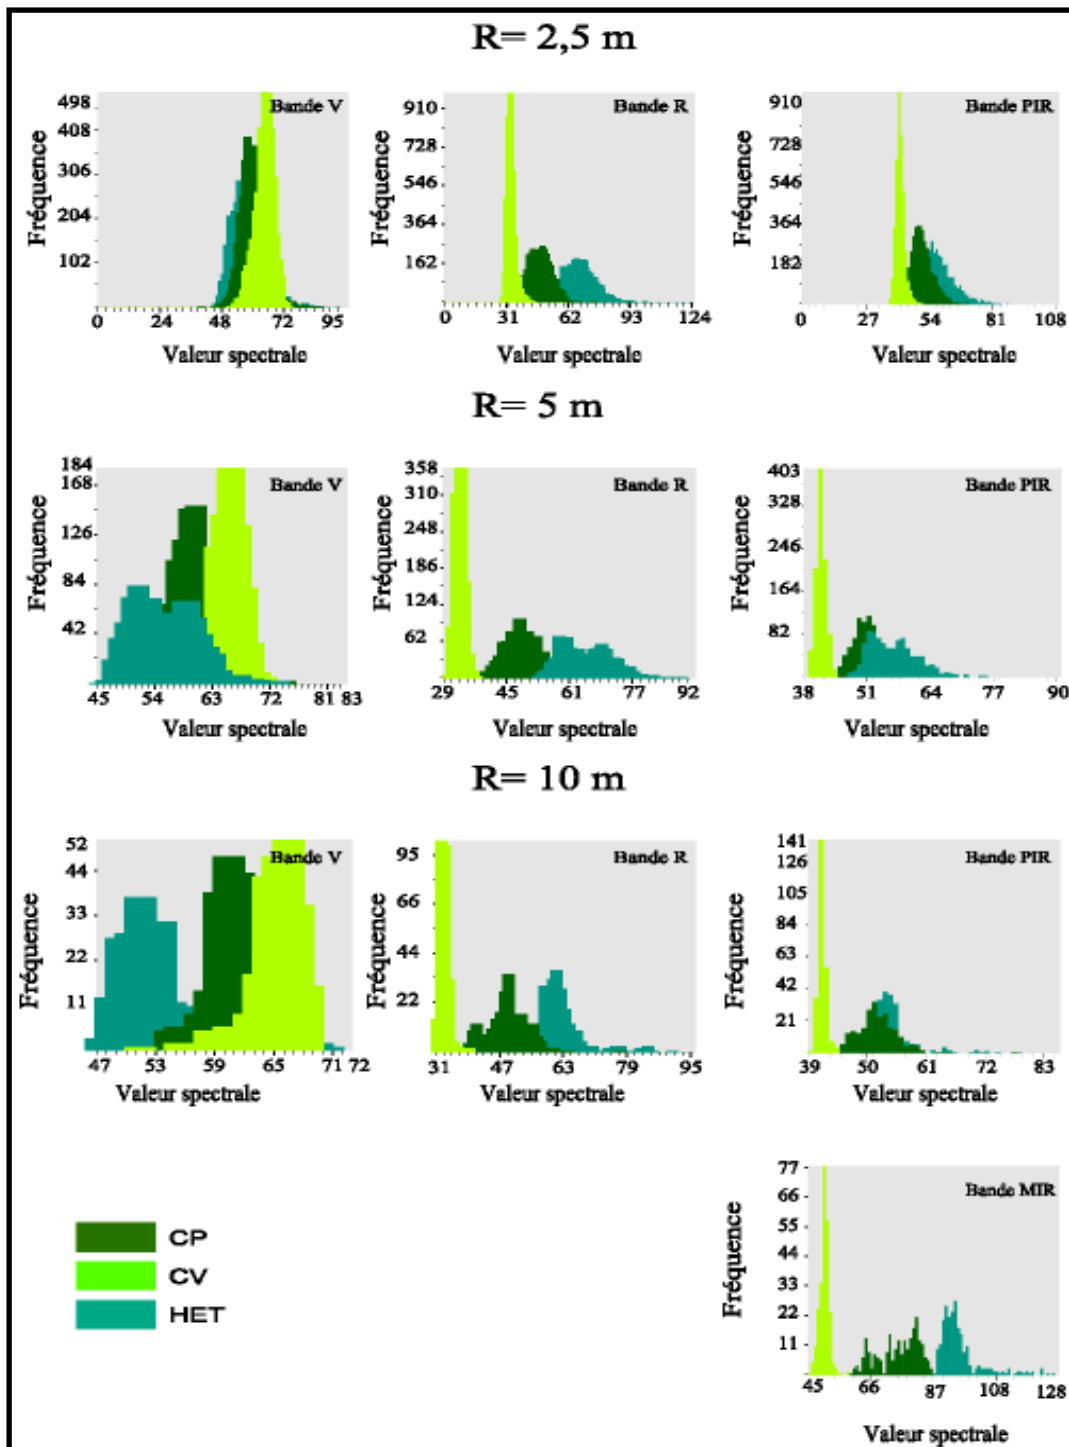 R= 2,5 m
Bande V
Fréquence
498
408
306
204
102
0 24 48 72 95
Valeur spectrale
Bande R
Fréquence
910
728
546
364
162
0 31 62 93 124
Valeur spectrale
Bande PIR
Fréquence
910
728
546
364
182
0 27 54 81 108
Valeur spectrale
R= 5 m
Bande V
Fréquence
184
168
126
84
42
45 54 63 72 81 83
Valeur spectrale
Bande R
Fréquence
358
310
248
186
124
62
29 45 61 77 92
Valeur spectrale
Bande PIR
Fréquence
403
328
246
164
82
38 51 64 77 90
Valeur spectrale
R= 10 m
Bande V
Fréquence
52
44
33
22
11
47 53 59 65 71 72
Valeur spectrale
Bande R
Fréquence
95
66
44
22
31 47 63 79 95
Valeur spectrale
Bande PIR
Fréquence
141
126
105
84
63
42
21
39 50 61 72 83
Valeur spectrale
Bande MIR
Fréquence
77
66
55
44
33
22
11
45 66 87 108 128
Valeur spectrale
CP
CV
HET